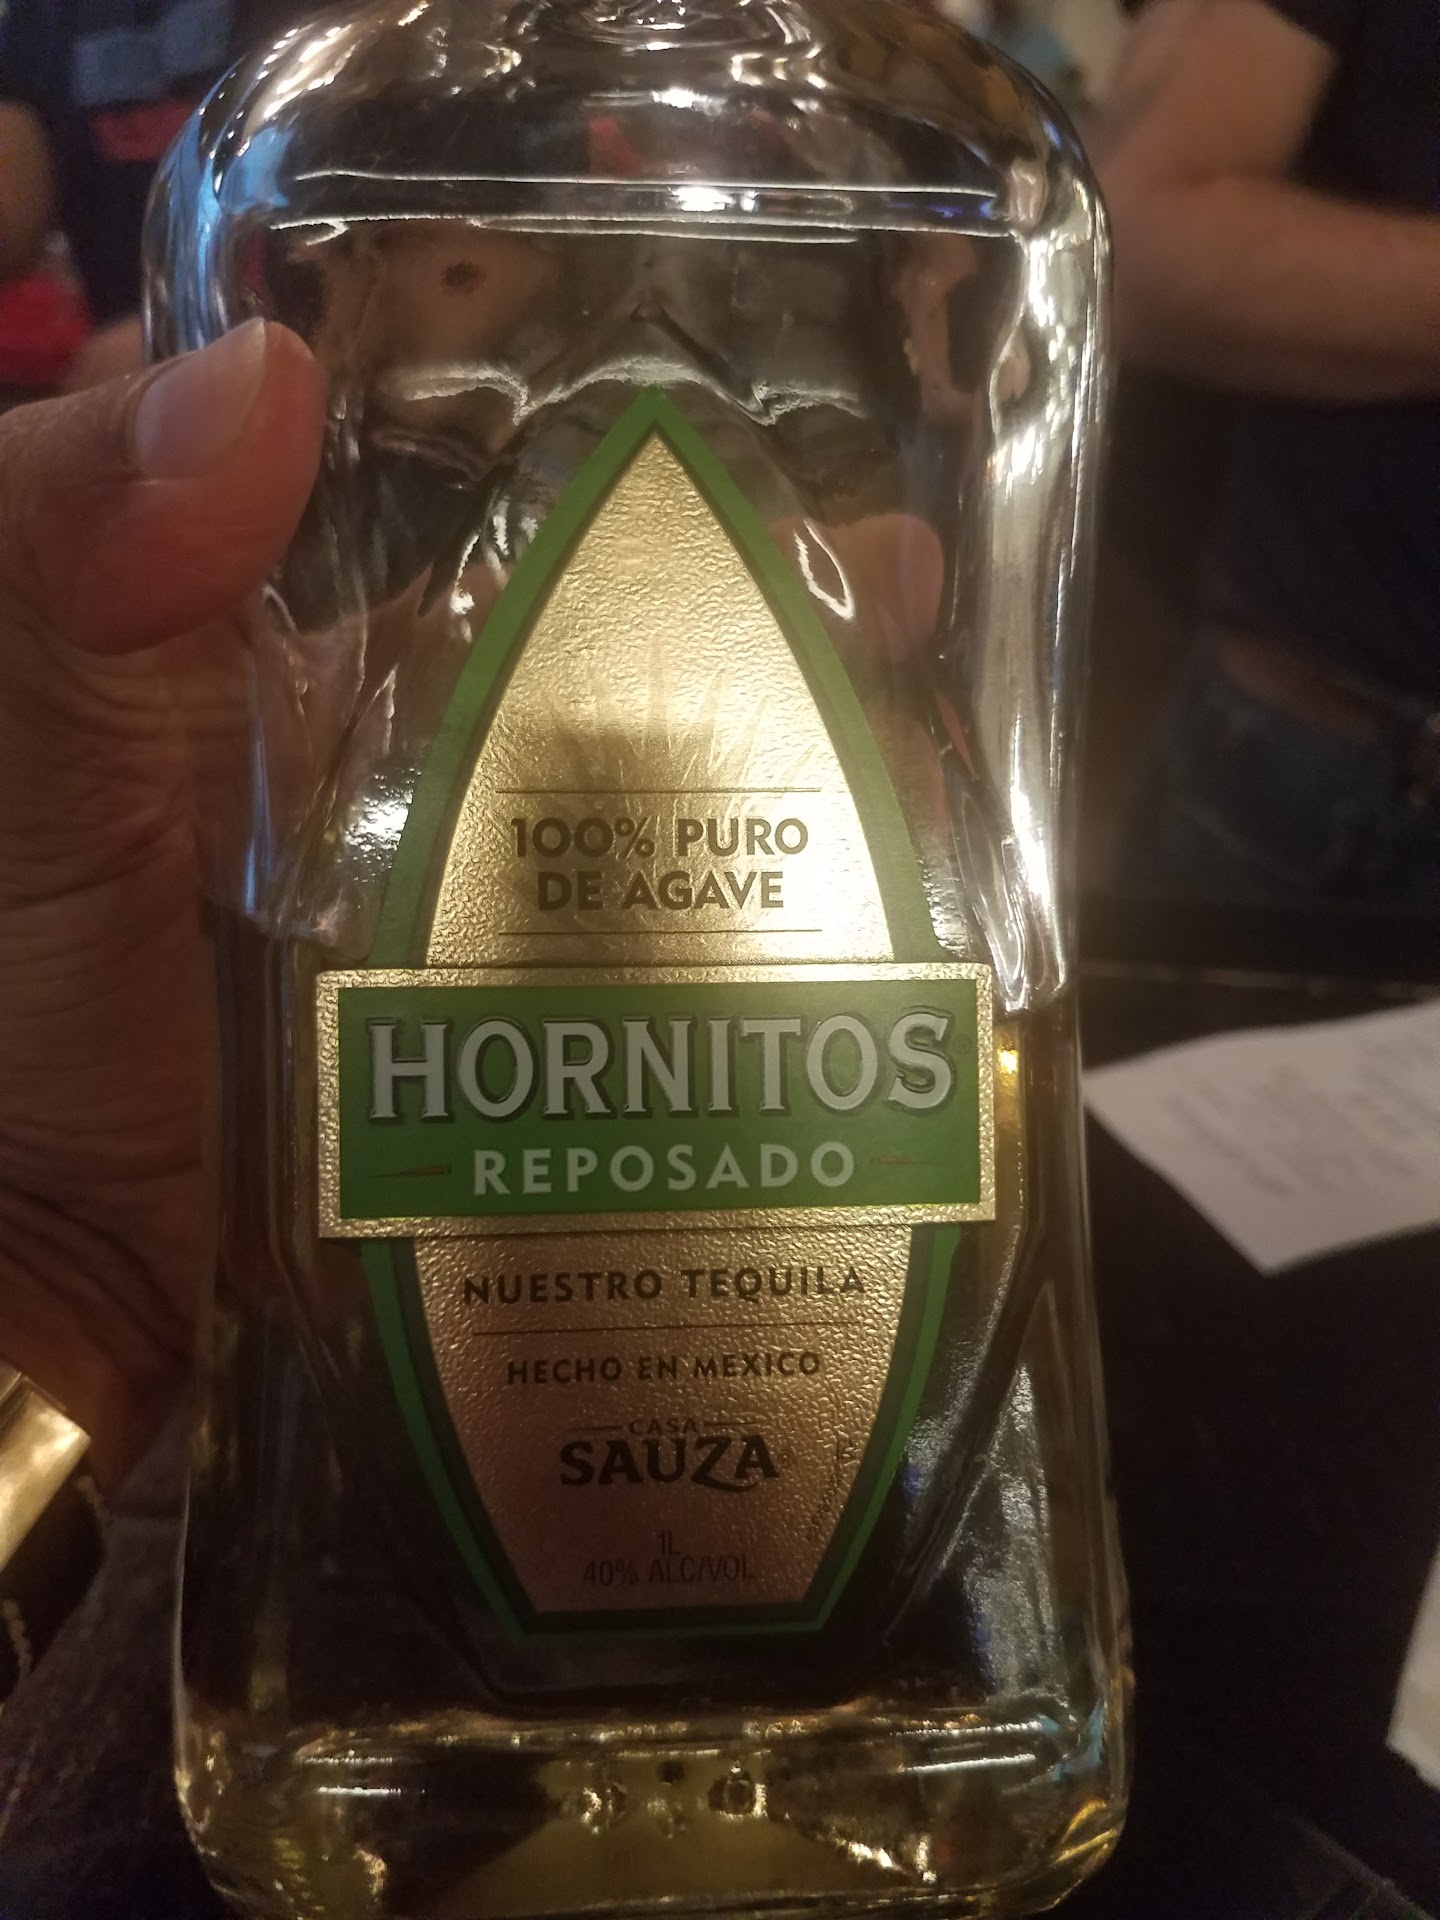 100% PURO
DE AGAVE
HORNITOS®
REPOSADO
NUESTRO TEQUILA
HECHO EN MEXICO
CASA
SAUZA®
1L
40% ALC/VOL